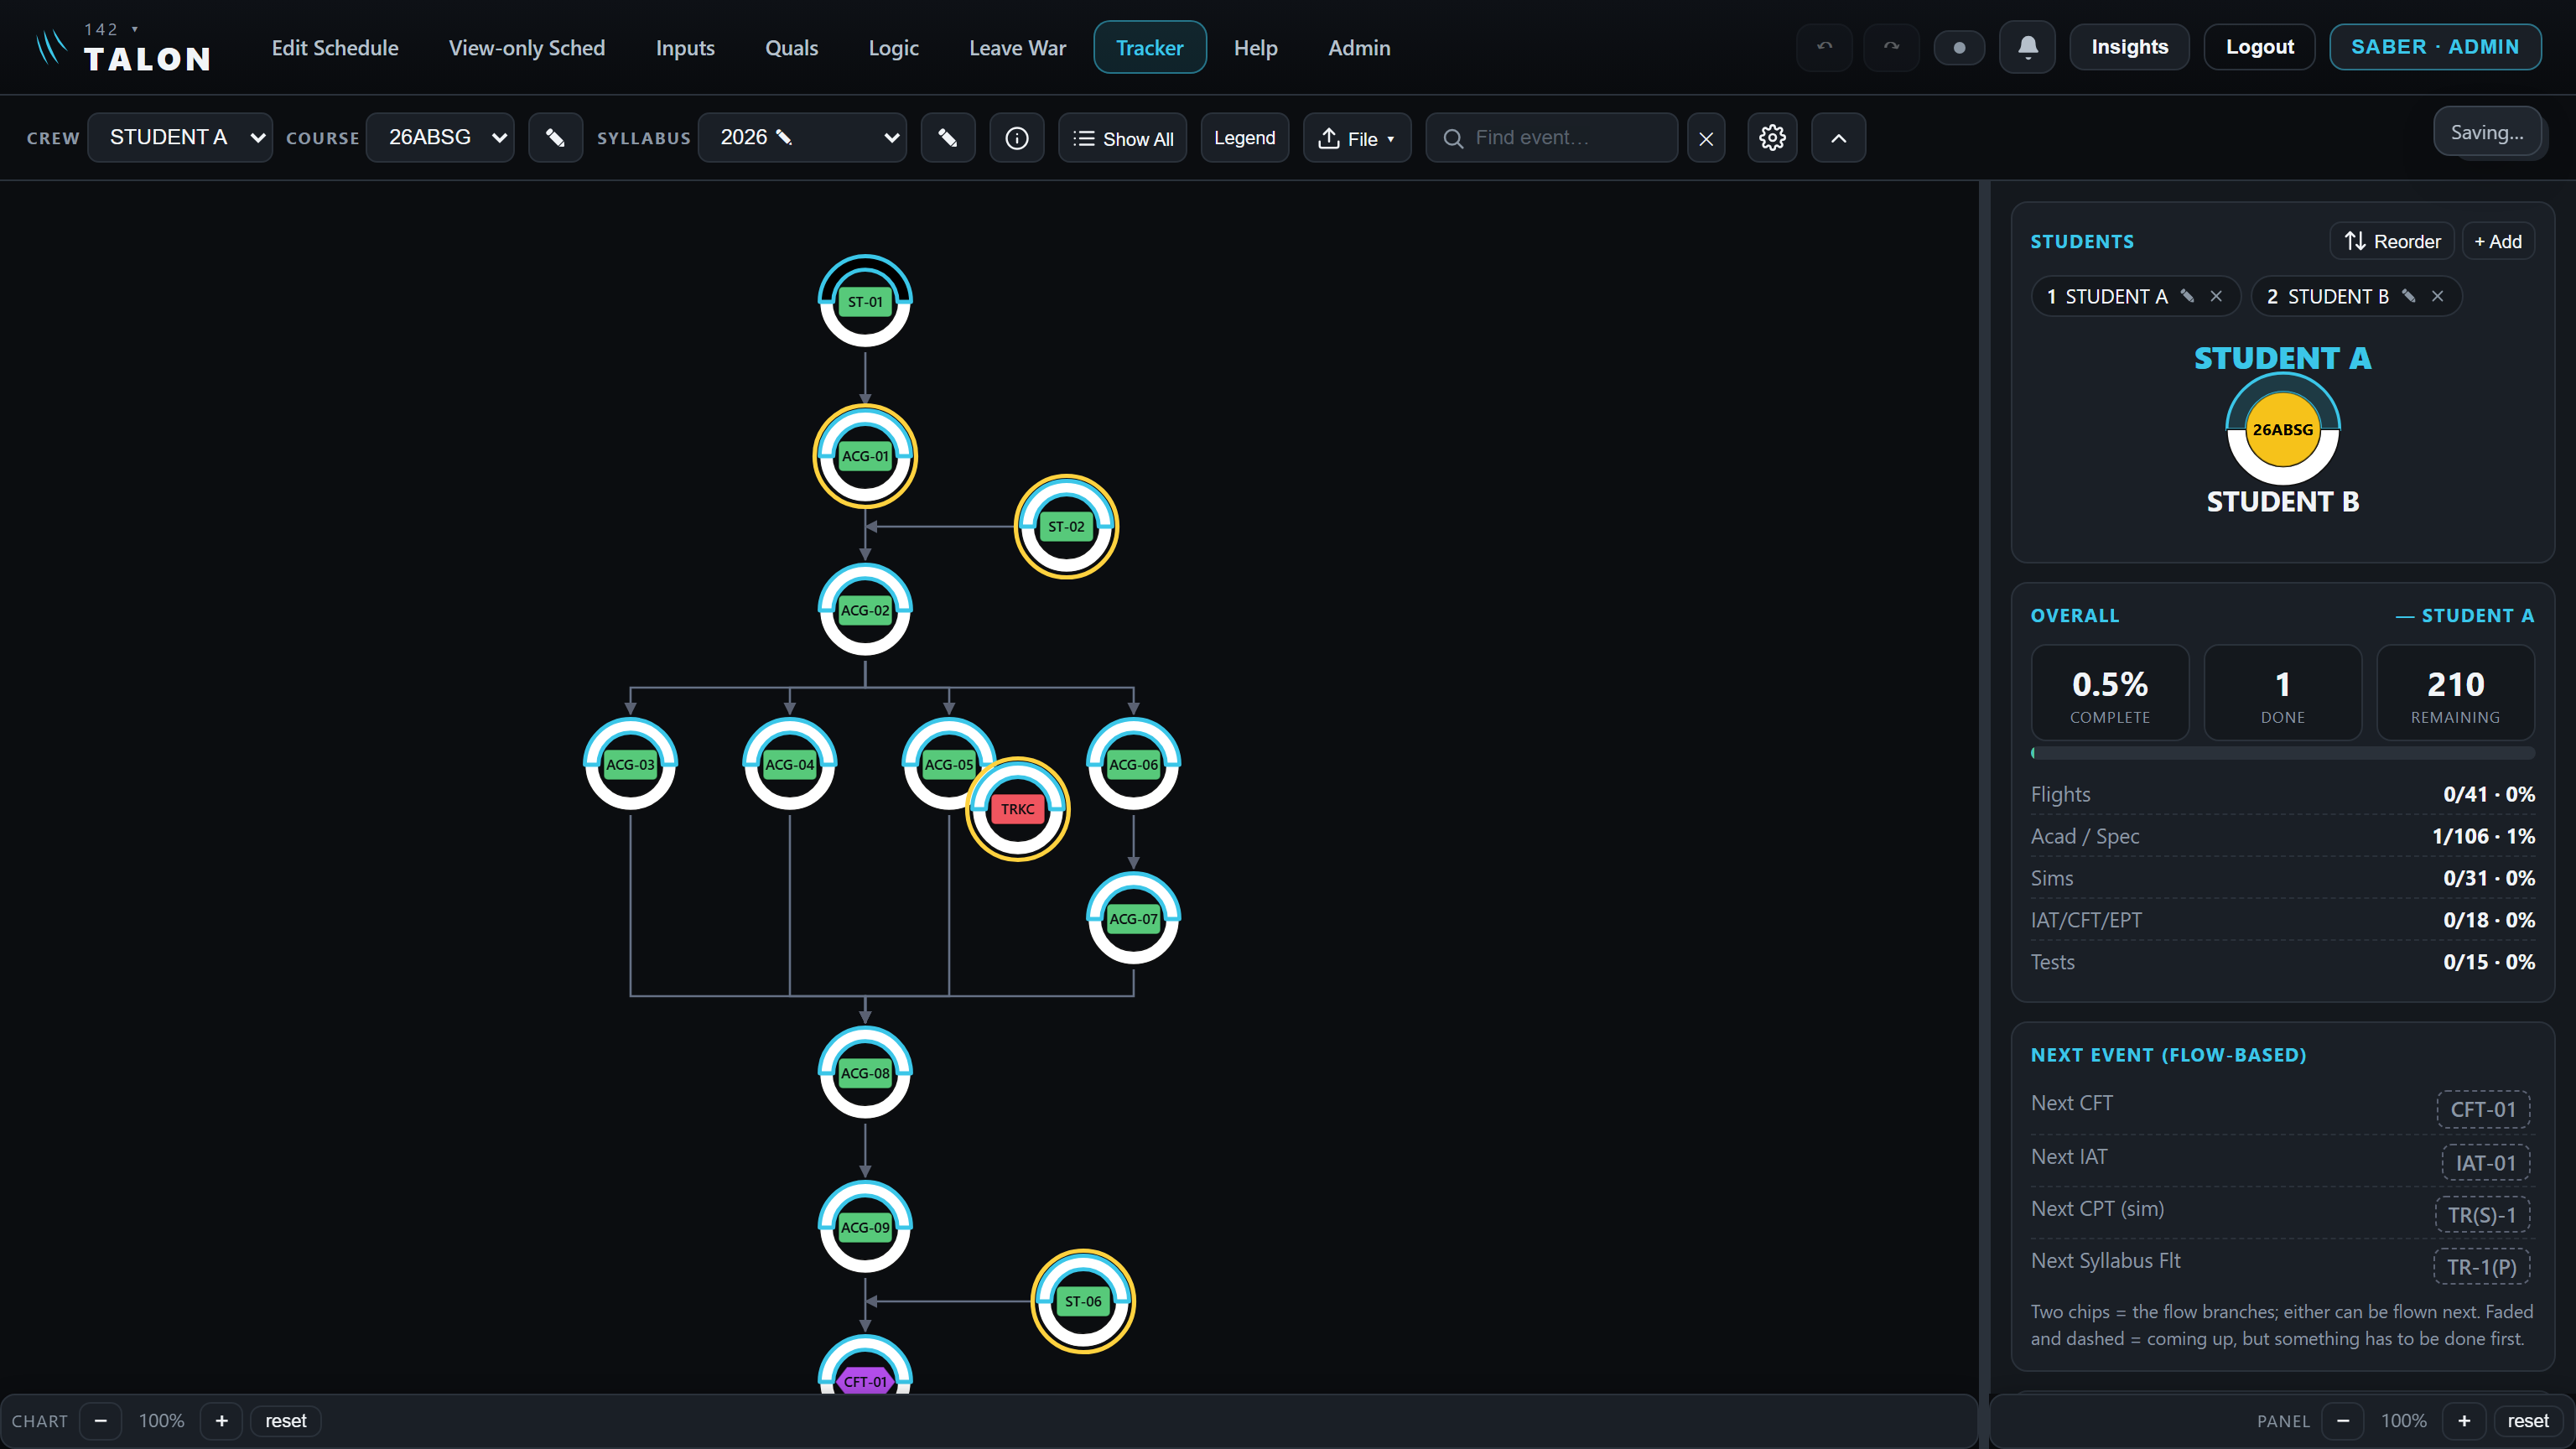 142 ▾
TALON
Edit Schedule
View-only Sched
Inputs
Quals
Logic
Leave War
Tracker
Help
Admin
Insights
Logout
SABER · ADMIN
CREW
STUDENT A
COURSE
26ABSG
SYLLABUS
2026
Show All
Legend
File ▾
Find event…
Saving…
ST-01
ACG-01
ST-02
ACG-02
ACG-03
ACG-04
ACG-05
TRKC
ACG-06
ACG-07
ACG-08
ACG-09
ST-06
CFT-01
STUDENTS
Reorder
+ Add
1 STUDENT A
2 STUDENT B
STUDENT A
26ABSG
STUDENT B
OVERALL
— STUDENT A
0.5%
COMPLETE
1
DONE
210
REMAINING
Flights 0/41 · 0%
Acad / Spec 1/106 · 1%
Sims 0/31 · 0%
IAT/CFT/EPT 0/18 · 0%
Tests 0/15 · 0%
NEXT EVENT (FLOW-BASED)
Next CFT CFT-01
Next IAT IAT-01
Next CPT (sim) TR(S)-1
Next Syllabus Flt TR-1(P)
Two chips = the flow branches; either can be flown next. Faded
and dashed = coming up, but something has to be done first.
CHART − 100% + reset
PANEL − 100% + reset